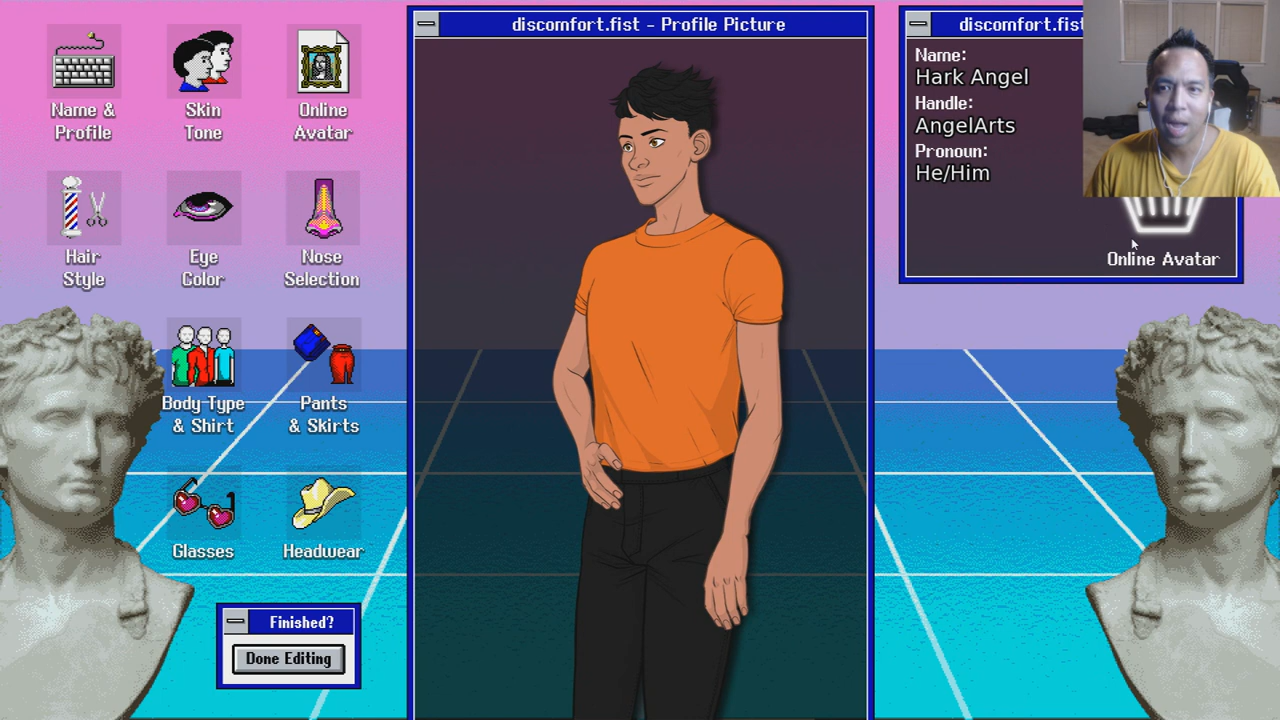 Name &
Profile
Skin
Tone
Online
Avatar
Hair
Style
Eye
Color
Nose
Selection
Body Type
& Shirt
Pants
& Skirts
Glasses
Headwear
Finished?
Done Editing
discomfort.fist - Profile Picture
discomfort.fist
Name:
Hark Angel
Handle:
AngelArts
Pronoun:
He/Him
Online Avatar